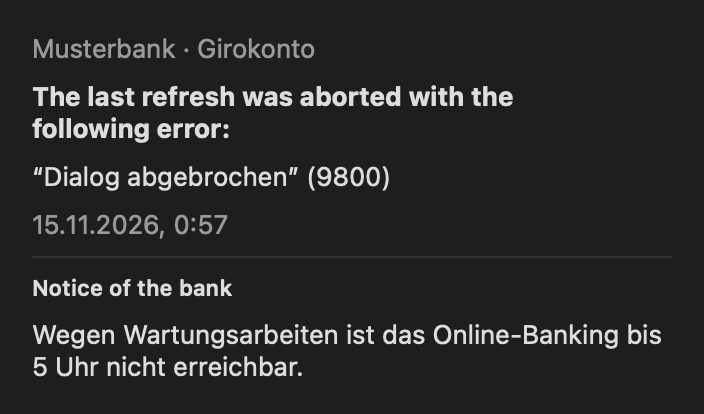 Musterbank · Girokonto
The last refresh was aborted with the
following error:
“Dialog abgebrochen” (9800)
15.11.2026, 0:57
Notice of the bank
Wegen Wartungsarbeiten ist das Online-Banking bis
5 Uhr nicht erreichbar.